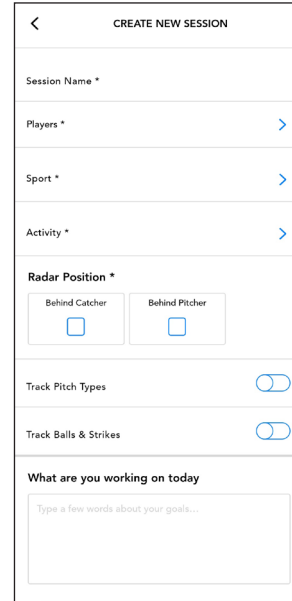 CREATE NEW SESSION
Session Name *
Players *
Sport *
Activity *
Radar Position *
Behind Catcher Behind Pitcher
Track Pitch Types
Track Balls & Strikes
What are you working on today
Type a few words about your goals...